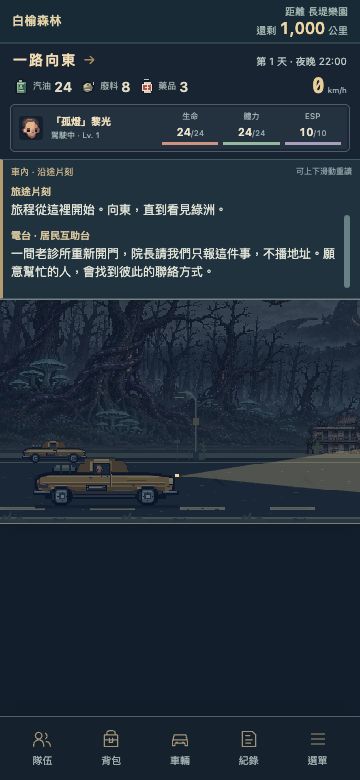 白榆森林
距離 長堤樂園
還剩 1,000 公里
一路向東 →
第 1 天 · 夜晚 22:00
汽油 24 廢料 8 藥品 3
0 km/h
「孤燈」黎光
駕駛中 · Lv. 1
生命 體力 ESP
24/24 24/24 10/10
車內 · 沿途片刻
可上下滑動重讀
旅途片刻
旅程從這裡開始。向東，直到看見綠洲。
電台 · 居民互助台
一間老診所重新開門，院長請我們只報這件事，不播地址。願
意幫忙的人，會找到彼此的聯絡方式。
隊伍 背包 車輛 紀錄 選單